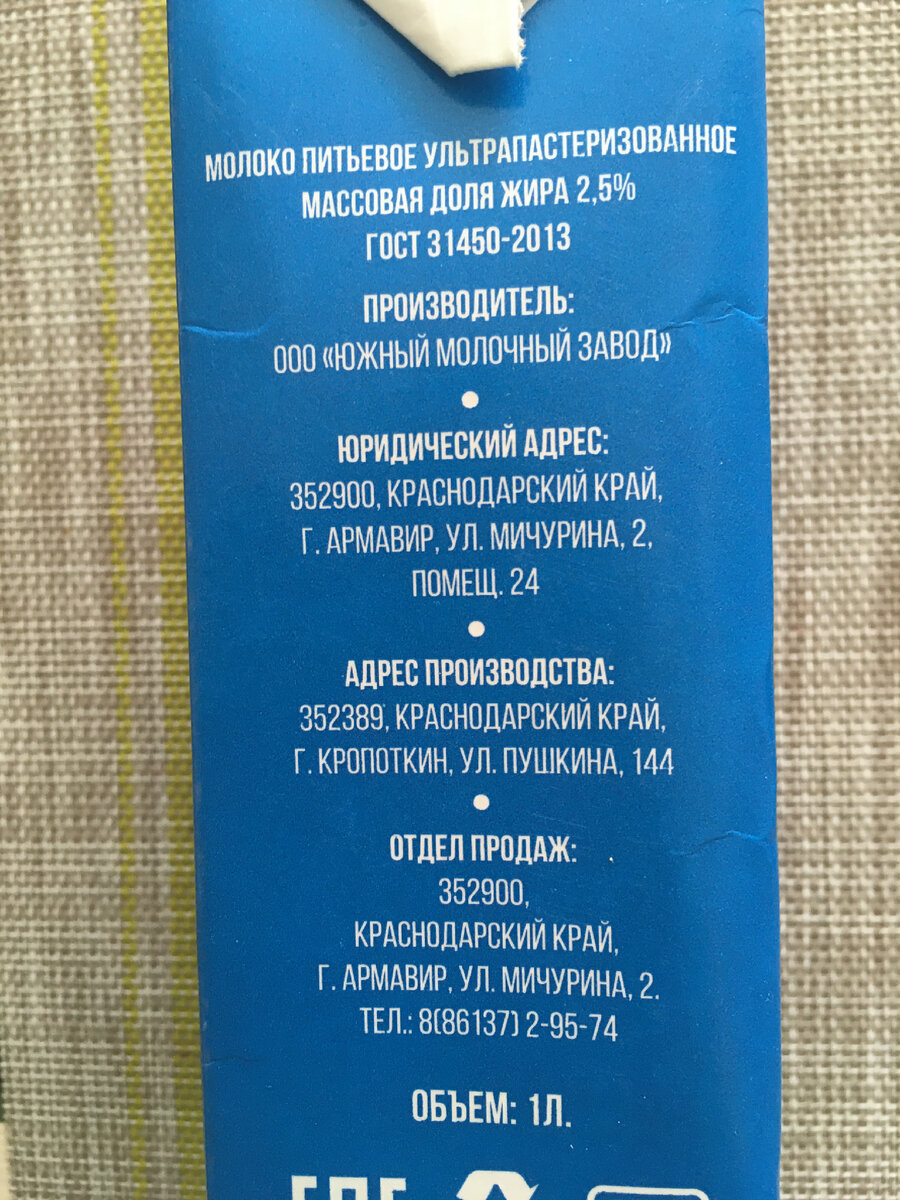 МОЛОКО ПИТЬЕВОЕ УЛЬТРАПАСТЕРИЗОВАННОЕ
МАССОВАЯ ДОЛЯ ЖИРА 2,5%
ГОСТ 31450-2013
ПРОИЗВОДИТЕЛЬ:
ООО «ЮЖНЫЙ МОЛОЧНЫЙ ЗАВОД»
ЮРИДИЧЕСКИЙ АДРЕС:
352900, КРАСНОДАРСКИЙ КРАЙ,
Г. АРМАВИР, УЛ. МИЧУРИНА, 2,
ПОМЕЩ. 24
АДРЕС ПРОИЗВОДСТВА:
352389, КРАСНОДАРСКИЙ КРАЙ,
Г. КРОПОТКИН, УЛ. ПУШКИНА, 144
ОТДЕЛ ПРОДАЖ:
352900,
КРАСНОДАРСКИЙ КРАЙ,
Г. АРМАВИР, УЛ. МИЧУРИНА, 2.
ТЕЛ.: 8(86137) 2-95-74
ОБЪЕМ: 1Л.